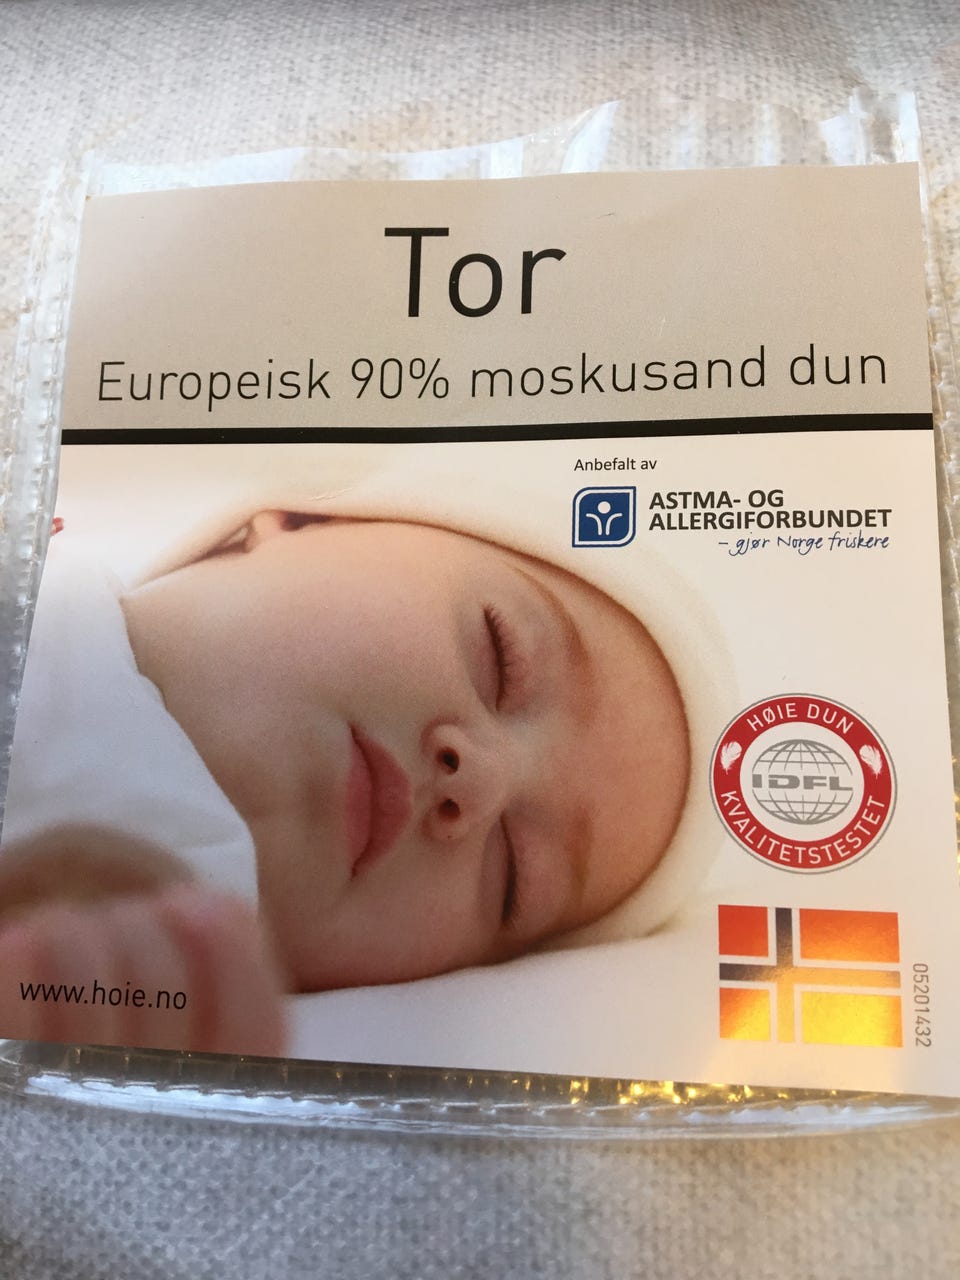 Tor
Europeisk 90% moskusand dun
Anbefalt av
ASTMA- OG
ALLERGIFORBUNDET
- gjør Norge friskere
HØIE DUN
IDFL
KVALITETSTESTET
www.hoie.no
05201432